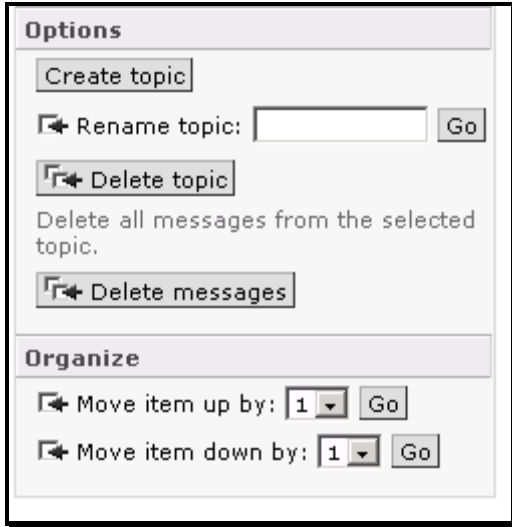 Options
Create topic
Rename topic: Go
Delete topic
Delete all messages from the selected
topic.
Delete messages
Organize
Move item up by: 1 Go
Move item down by: 1 Go